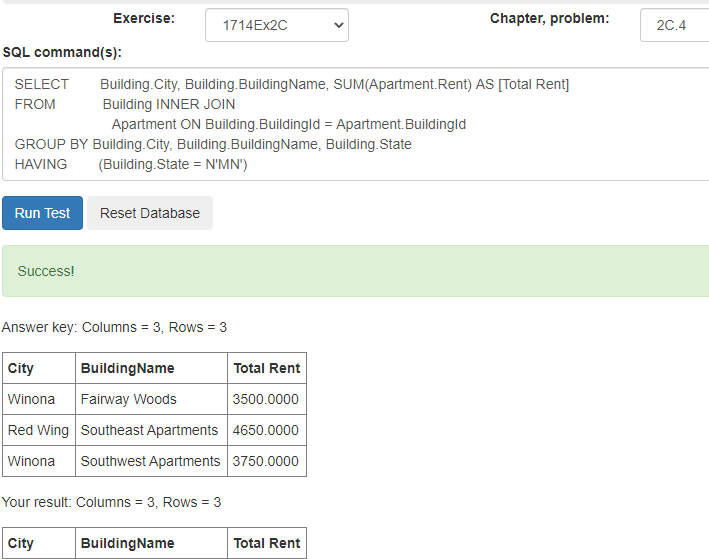 Exercise: 1714Ex2C Chapter, problem: 2C.4
SQL command(s):
SELECT Building.City, Building.BuildingName, SUM(Apartment.Rent) AS [Total Rent]
FROM Building INNER JOIN
Apartment ON Building.BuildingId = Apartment.BuildingId
GROUP BY Building.City, Building.BuildingName, Building.State
HAVING (Building.State = N'MN')
Run Test Reset Database
Success!
Answer key: Columns = 3, Rows = 3
City BuildingName Total Rent
Winona Fairway Woods 3500.0000
Red Wing Southeast Apartments 4650.0000
Winona Southwest Apartments 3750.0000
Your result: Columns = 3, Rows = 3
City BuildingName Total Rent